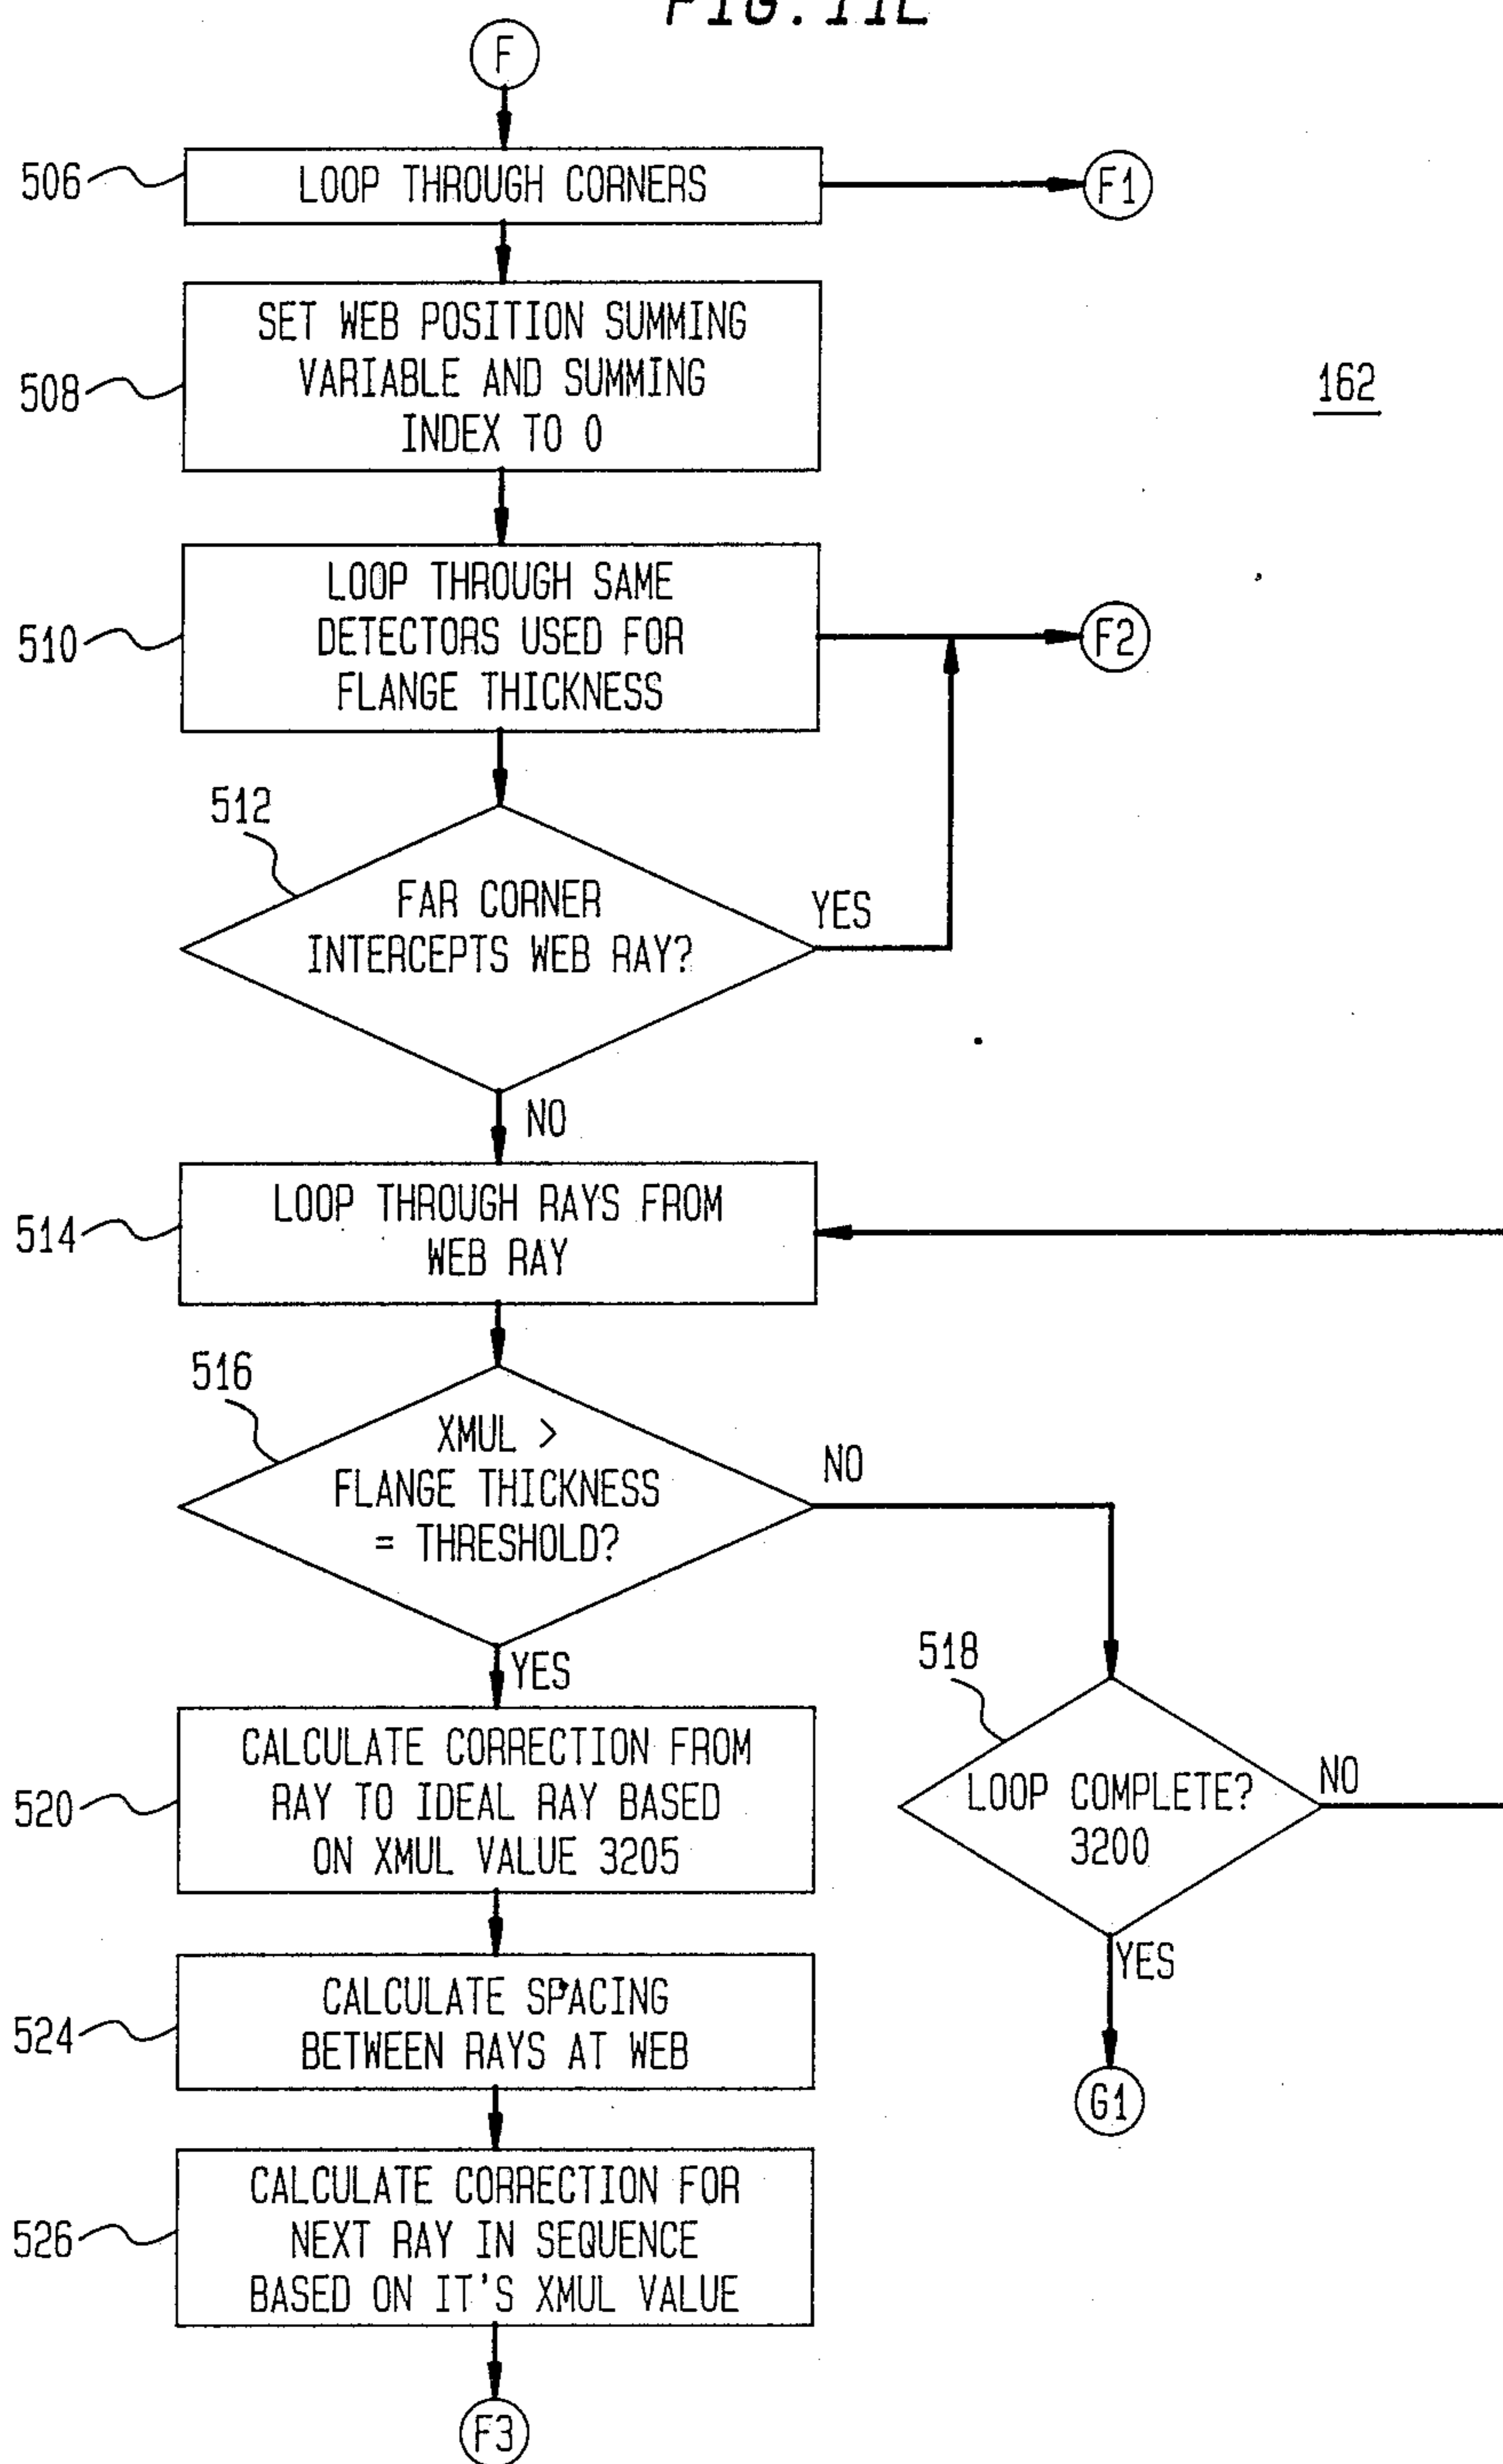 F
506
LOOP THROUGH CORNERS
F1
508
SET WEB POSITION SUMMING
VARIABLE AND SUMMING
INDEX TO 0
162
510
LOOP THROUGH SAME
DETECTORS USED FOR
FLANGE THICKNESS
F2
512
FAR CORNER
INTERCEPTS WEB RAY?
YES
NO
514
LOOP THROUGH RAYS FROM
WEB RAY
516
XMUL >
FLANGE THICKNESS
= THRESHOLD?
NO
YES
518
LOOP COMPLETE?
3200
NO
YES
G1
520
CALCULATE CORRECTION FROM
RAY TO IDEAL RAY BASED
ON XMUL VALUE 3205
524
CALCULATE SPACING
BETWEEN RAYS AT WEB
526
CALCULATE CORRECTION FOR
NEXT RAY IN SEQUENCE
BASED ON IT'S XMUL VALUE
F3